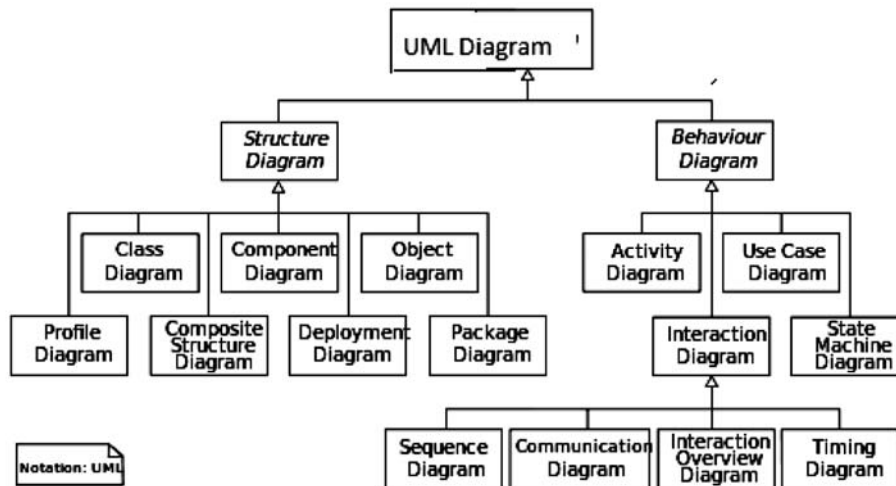 UML Diagram
Structure
Diagram
Behaviour
Diagram
Class
Diagram
Component
Diagram
Object
Diagram
Activity
Diagram
Use Case
Diagram
Profile
Diagram
Composite
Structure
Diagram
Deployment
Diagram
Package
Diagram
Interaction
Diagram
State
Machine
Diagram
Sequence
Diagram
Communication
Diagram
Interaction
Overview
Diagram
Timing
Diagram
Notation: UML